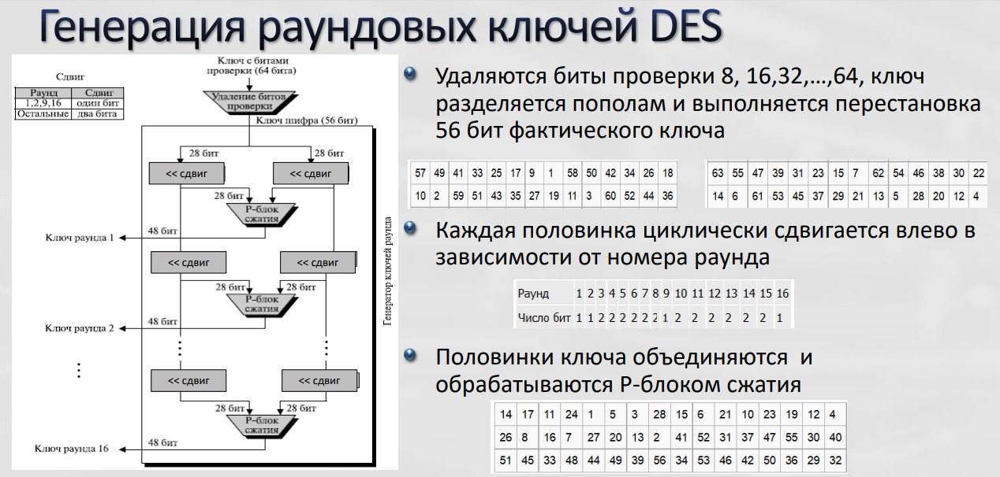 Генерация раундовых ключей DES
Сдвиг
Раунд Сдвиг
1,2,9,16 один бит
Остальные два бита
Ключ с битами
проверки (64 бита)
Удаление битов
проверки
Ключ шифра (56 бит)
28 бит 28 бит
<< сдвиг << сдвиг
28 бит
P-блок
сжатия
48 бит
Ключ раунда 1
<< сдвиг << сдвиг
28 бит 28 бит
P-блок
сжатия
48 бит
Ключ раунда 2
<< сдвиг << сдвиг
28 бит 28 бит
P-блок
сжатия
48 бит
Ключ раунда 16
Генератор ключей раунда
Удаляются биты проверки 8, 16,32,...,64, ключ
разделяется пополам и выполняется перестановка
56 бит фактического ключа
57 49 41 33 25 17 9 1 58 50 42 34 26 18
10 2 59 51 43 35 27 19 11 3 60 52 44 36
63 55 47 39 31 23 15 7 62 54 46 38 30 22
14 6 61 53 45 37 29 21 13 5 28 20 12 4
Каждая половинка циклически сдвигается влево в
зависимости от номера раунда
Раунд 1 2 3 4 5 6 7 8 9 10 11 12 13 14 15 16
Число бит 1 1 2 2 2 2 2 2 1 2 2 2 2 2 2 1
Половинки ключа объединяются и
обрабатываются P-блоком сжатия
14 17 11 24 1 5 3 28 15 6 21 10 23 19 12 4
26 8 16 7 27 20 13 2 41 52 31 37 47 55 30 40
51 45 33 48 44 49 39 56 34 53 46 42 50 36 29 32